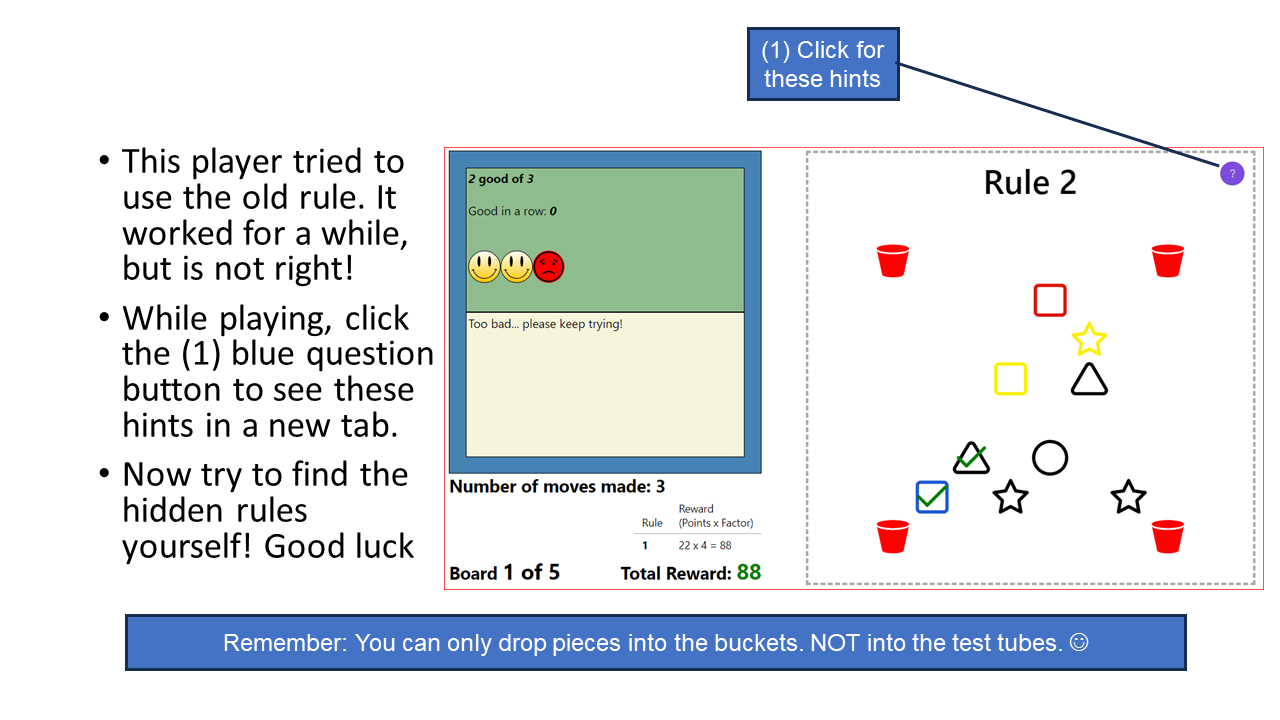 (1) Click for
these hints
• This player tried to
use the old rule. It
worked for a while,
but is not right!
• While playing, click
the (1) blue question
button to see these
hints in a new tab.
• Now try to find the
hidden rules
yourself! Good luck
2 good of 3
Good in a row: 0
Too bad... please keep trying!
Number of moves made: 3
Reward
Rule (Points x Factor)
1 22 x 4 = 88
Board 1 of 5 Total Reward: 88
Rule 2
?
Remember: You can only drop pieces into the buckets. NOT into the test tubes. ☺